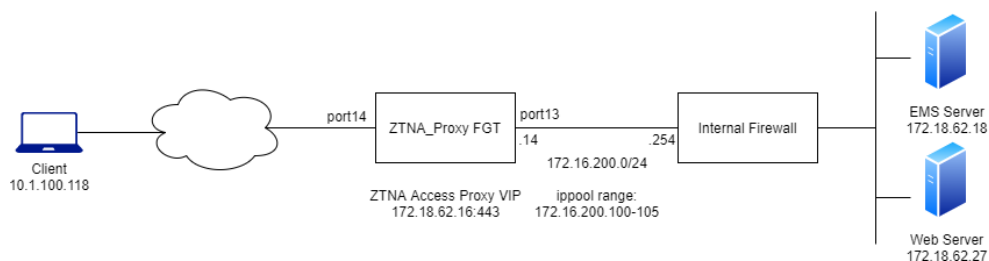 Client
10.1.100.118
port14
ZTNA_Proxy FGT
port13
.14
.254
172.16.200.0/24
Internal Firewall
ZTNA Access Proxy VIP
172.18.62.16:443
ippool range:
172.16.200.100-105
EMS Server
172.18.62.18
Web Server
172.18.62.27